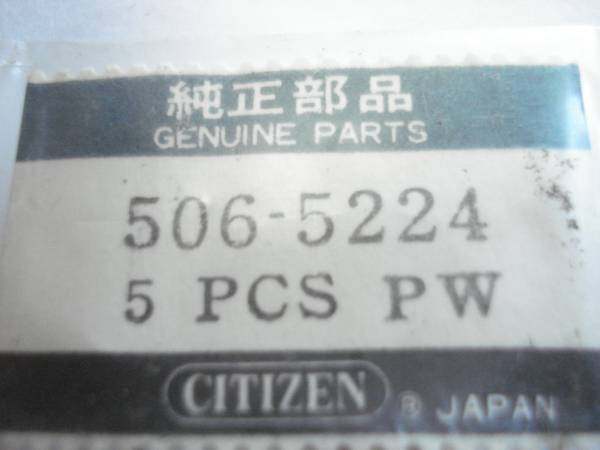 純正部品
GENUINE PARTS
506-5224
5 PCS PW
CITIZEN ® JAPAN